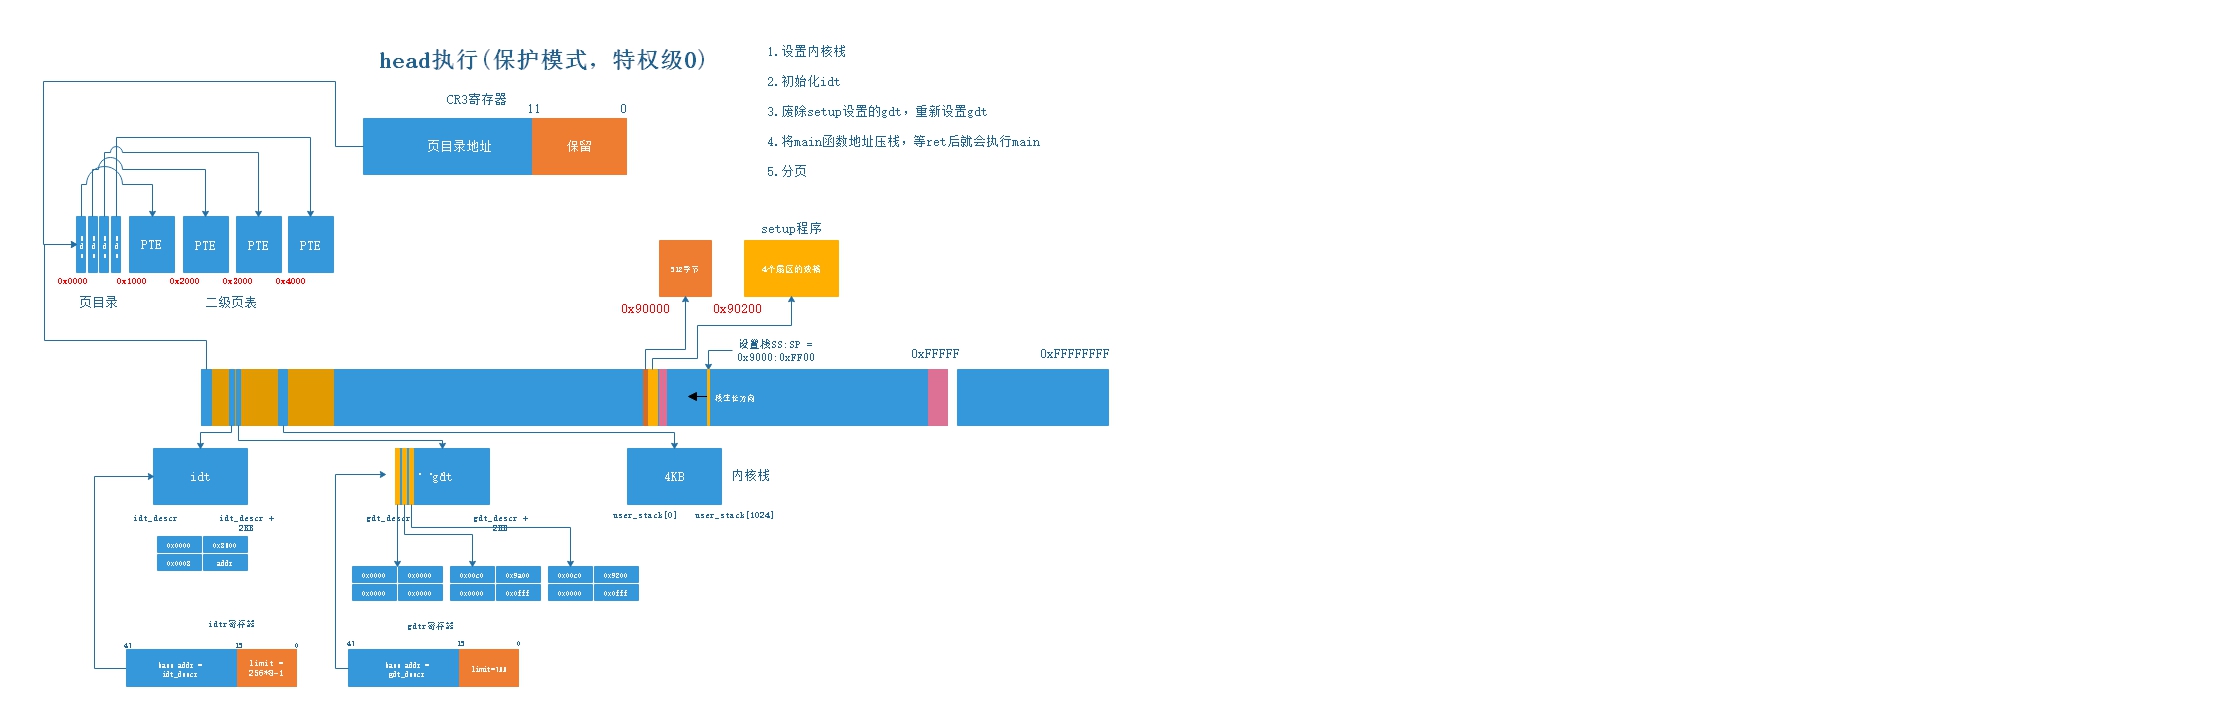 head执行(保护模式，特权级0)
1.设置内核栈
2.初始化idt
3.废除setup设置的gdt，重新设置gdt
4.将main函数地址压栈，等ret后就会执行main
5.分页
CR3寄存器
11
0
页目录地址
保留
PTE
PTE
PTE
PTE
0x0000
0x1000
0x2000
0x3000
0x4000
页目录
二级页表
setup程序
512字节
4个扇区的数据
0x90000
0x90200
设置栈SS:SP =
0x9000:0xFF00
0xFFFFF
0xFFFFFFFF
栈生长方向
idt
gdt
4KB
内核栈
idt_descr
idt_descr +
2KB
gdt_descr
gdt_descr +
2KB
user_stack[0]
user_stack[1024]
0x0000
0x8E00
0x0008
addr
0x0000
0x0000
0x0000
0x0000
0x00c0
0x9a00
0x0000
0x0fff
0x00c0
0x9200
0x0000
0x0fff
idtr寄存器
47
15
0
base addr =
idt_descr
limit =
256*8-1
gdtr寄存器
47
15
0
base addr =
gdt_descr